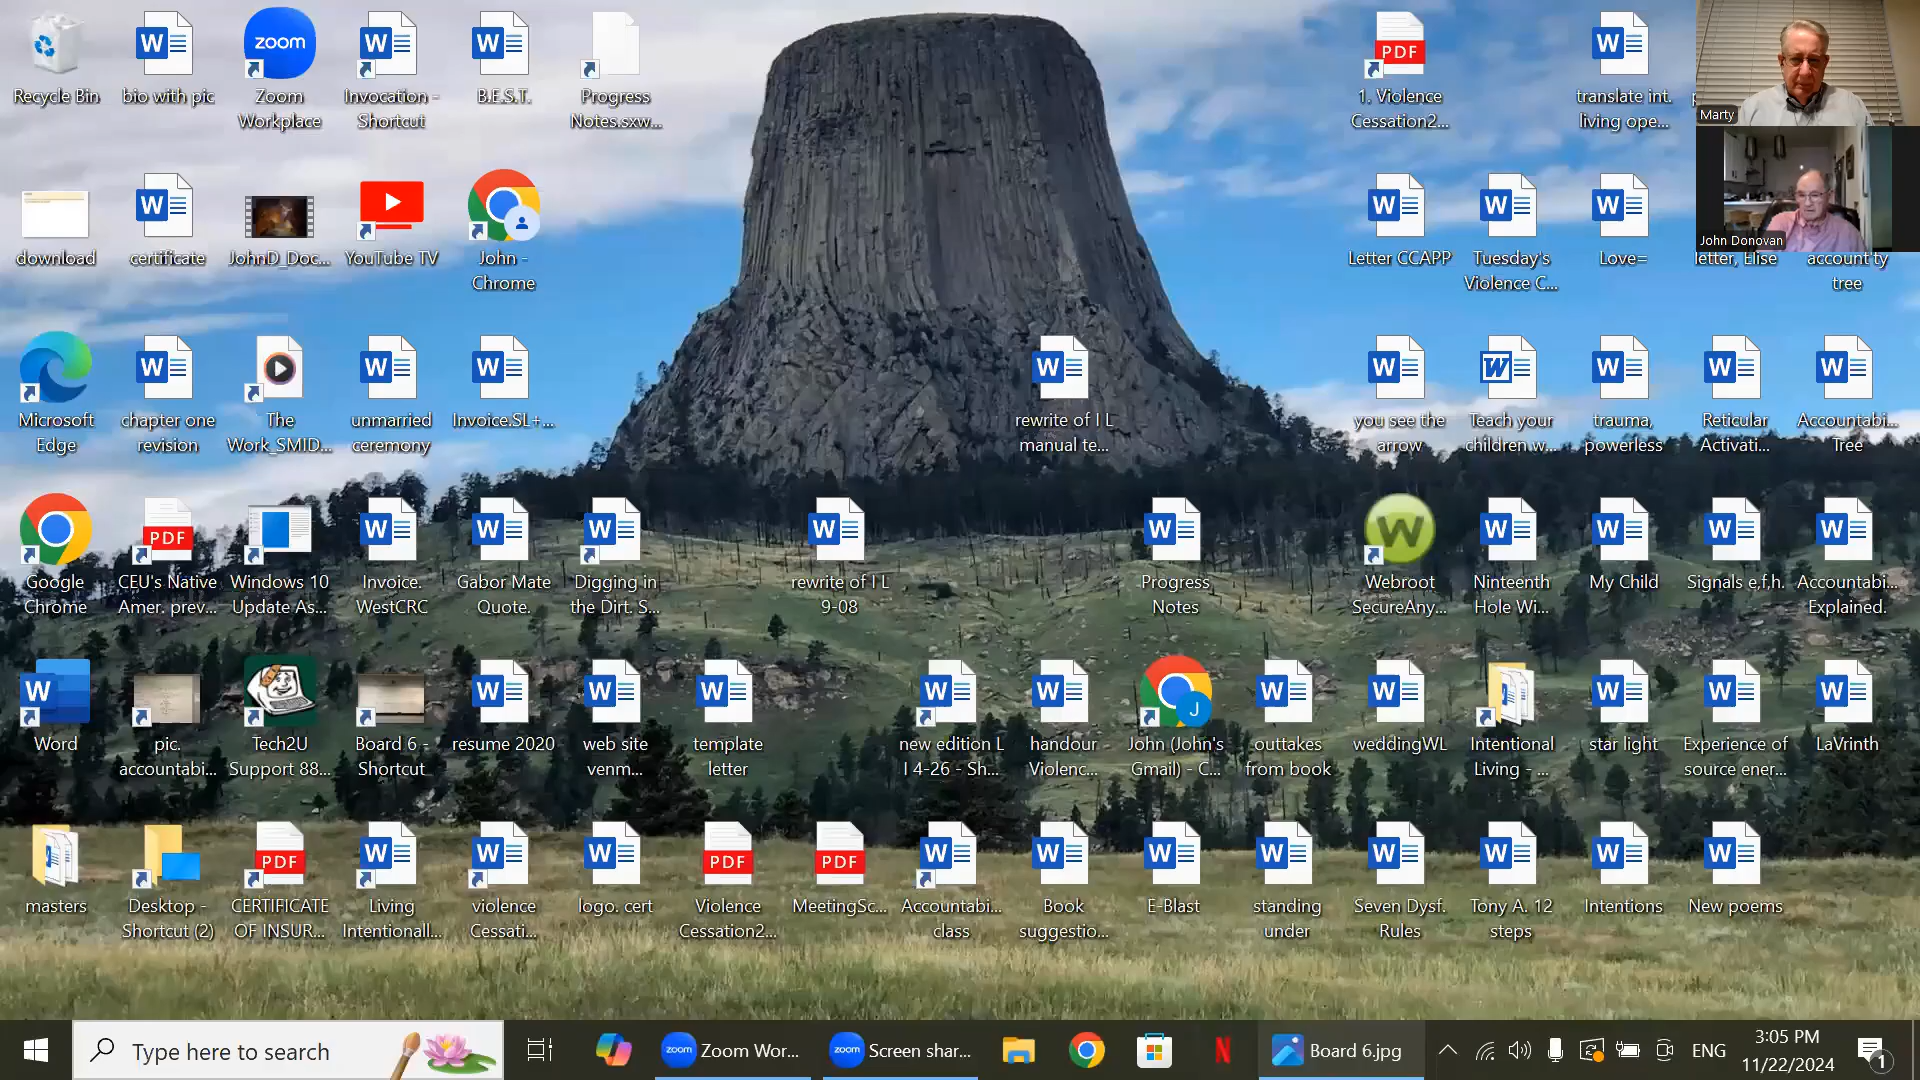 Recycle Bin
bio with pic
zoom
Zoom
Workplace
Invocation -
Shortcut
B.E.S.T.
Progress
Notes.sxw...
PDF
1. Violence
Cessation2...
translate int.
living ope...
Marty
download
certificate
JohnD_Doc...
YouTube TV
John -
Chrome
Letter CCAPP
Tuesday's
Violence C...
Love=
John Donovan
letter, Elise
account ty
tree
Microsoft
Edge
chapter one
revision
The
Work_SMID...
unmarried
ceremony
Invoice.SL+...
rewrite of I L
manual te...
you see the
arrow
Teach your
children w...
trauma,
powerless
Reticular
Activati...
Accountabi...
Tree
Google
Chrome
PDF
CEU's Native
Amer. prev...
Windows 10
Update As...
Invoice.
WestCRC
Gabor Mate
Quote.
Digging in
the Dirt. S...
rewrite of I L
9-08
Progress
Notes
Webroot
SecureAny...
Ninteenth
Hole Wi...
My Child
Signals e,f,h.
Accountabi...
Explained.
Word
pic.
accountabi...
Tech2U
Support 88...
Board 6 -
Shortcut
resume 2020
web site
venm...
template
letter
new edition L
I 4-26 - Sh...
handour
Violenc...
John (John's
Gmail) - C...
outtakes
from book
weddingWL
Intentional
Living - ...
star light
Experience of
source ener...
LaVrinth
masters
Desktop -
Shortcut (2)
PDF
CERTIFICATE
OF INSUR...
Living
Intentionall...
violence
Cessati...
logo. cert
PDF
Violence
Cessation2...
PDF
MeetingSc...
Accountabi...
class
Book
suggestio...
E-Blast
standing
under
Seven Dysf.
Rules
Tony A. 12
steps
Intentions
New poems
Type here to search
zoom
Zoom Wor...
zoom
Screen shar...
Board 6.jpg
ENG
3:05 PM
11/22/2024
1